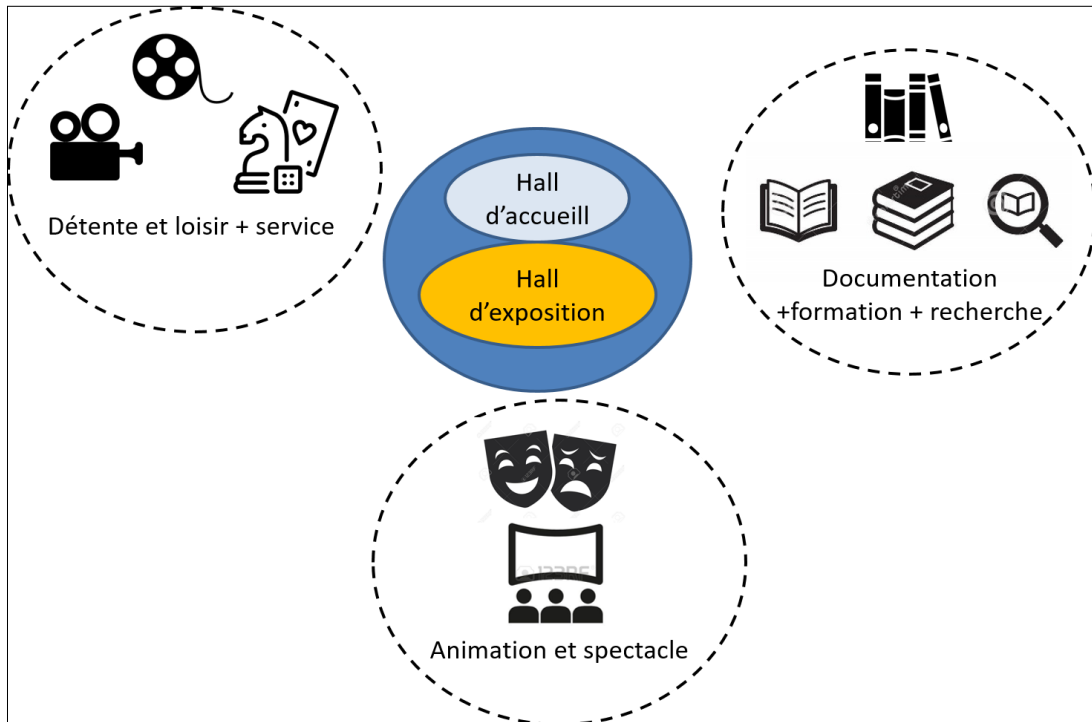 Détente et loisir + service
Hall
d’accueill
Hall
d’exposition
Documentation
+formation + recherche
Animation et spectacle